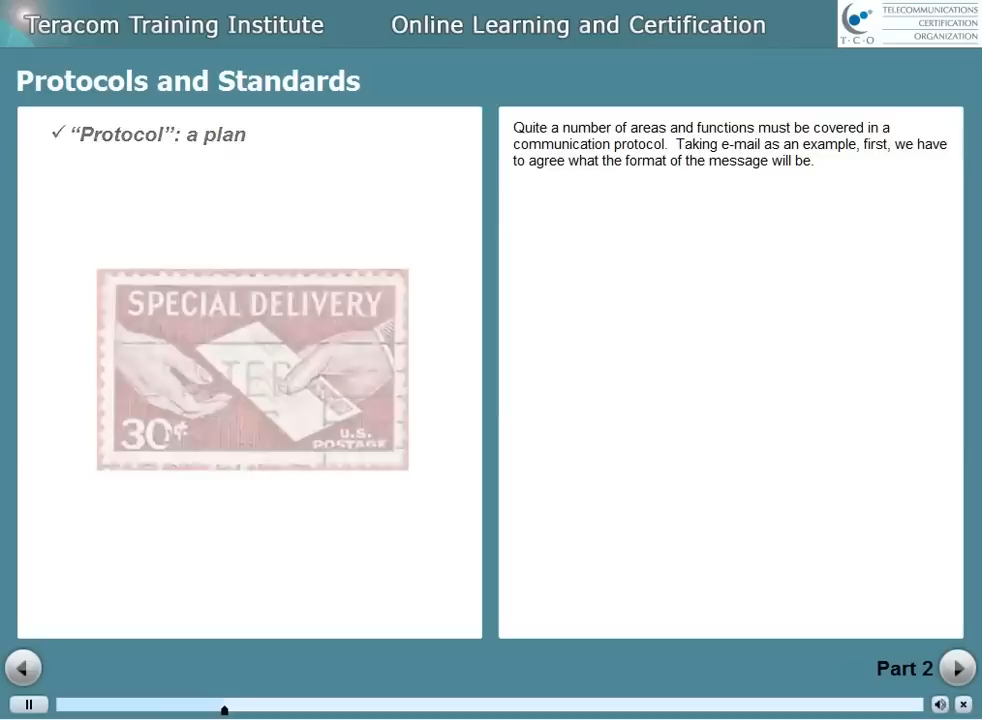 Teracom Training Institute
Online Learning and Certification
TELECOMMUNICATIONS
CERTIFICATION
ORGANIZATION
T·C·O
Protocols and Standards
✓ “Protocol”: a plan
SPECIAL DELIVERY
30¢
U.S.
POSTAGE
Quite a number of areas and functions must be covered in a
communication protocol. Taking e-mail as an example, first, we have
to agree what the format of the message will be.
Part 2